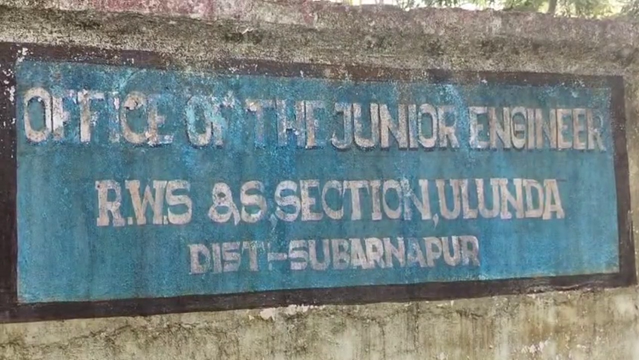 OFFICE OF THE JUNIOR ENGINEER
R.W.S &S.SECTION,ULUNDA
DIST:-SUBARNAPUR